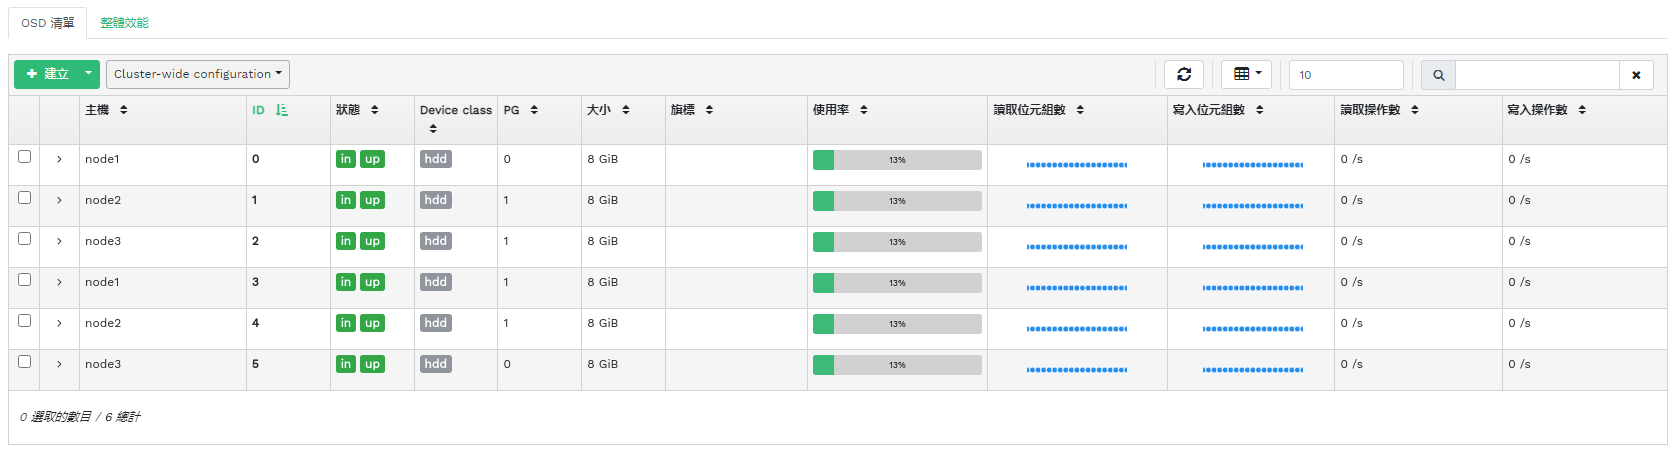 OSD 清單 整體效能
建立 Cluster-wide configuration 10
主機 ID 狀態 Device class PG 大小 旗標 使用率 讀取位元組數 寫入位元組數 讀取操作數 寫入操作數
node1 0 in up hdd 0 8 GiB 13% 0 /s 0 /s
node2 1 in up hdd 1 8 GiB 13% 0 /s 0 /s
node3 2 in up hdd 1 8 GiB 13% 0 /s 0 /s
node1 3 in up hdd 1 8 GiB 13% 0 /s 0 /s
node2 4 in up hdd 1 8 GiB 13% 0 /s 0 /s
node3 5 in up hdd 0 8 GiB 13% 0 /s 0 /s
0 選取的數目 / 6 總計